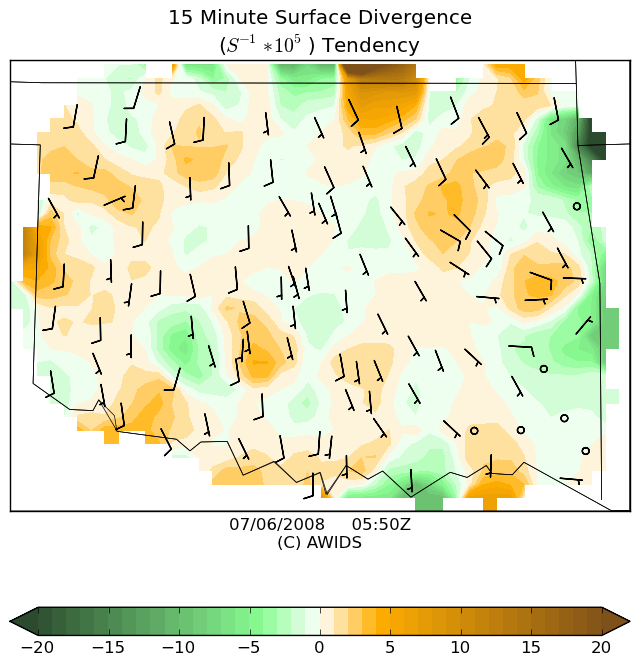 15 Minute Surface Divergence
(S⁻¹ *10⁵ ) Tendency
07/06/2008 05:50Z
(C) AWIDS
−20 −15 −10 −5 0 5 10 15 20